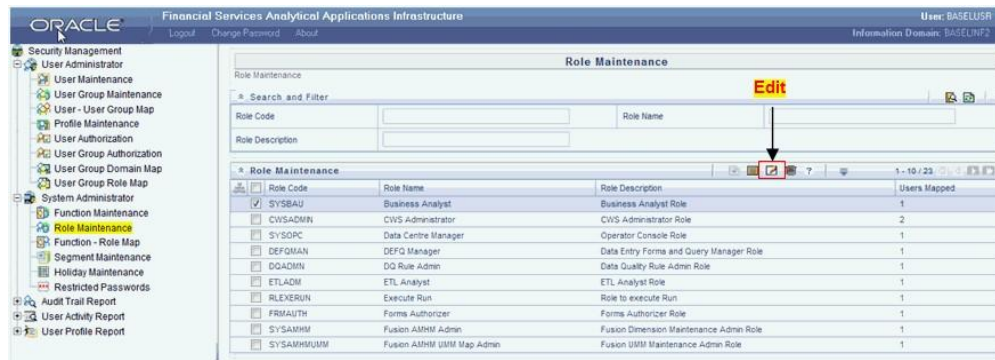 ORACLE
Financial Services Analytical Applications Infrastructure
User: BASELUSR
Logout Change Password About
Information Domain: BASELINF2
Security Management
User Administrator
User Maintenance
User Group Maintenance
User - User Group Map
Profile Maintenance
User Authorization
User Group Authorization
User Group Domain Map
User Group Role Map
System Administrator
Function Maintenance
Role Maintenance
Function - Role Map
Segment Maintenance
Holiday Maintenance
Restricted Passwords
Audit Trail Report
User Activity Report
User Profile Report
Role Maintenance
Role Maintenance
Edit
Search and Filter
Role Code
Role Name
Role Description
Role Maintenance
? 1 - 10 / 23
Role Code Role Name Role Description Users Mapped
SYSBAU Business Analyst Business Analyst Role 1
CWSADMIN CWS Administrator CWS Administrator Role 2
SYSOPC Data Centre Manager Operator Console Role 1
DEFQMAN DEFQ Manager Data Entry Forms and Query Manager Role 1
DQADMN DQ Rule Admin Data Quality Rule Admin Role 1
ETLADM ETL Analyst ETL Analyst Role 1
RLEXERUN Execute Run Role to execute Run 1
FRMAUTH Forms Authorizer Forms Authorizer Role 1
SYSAMHM Fusion AMHM Admin Fusion Dimension Maintenance Admin Role 1
SYSAMHMUMM Fusion AMHM UMM Map Admin Fusion UMM Maintenance Admin Role 1